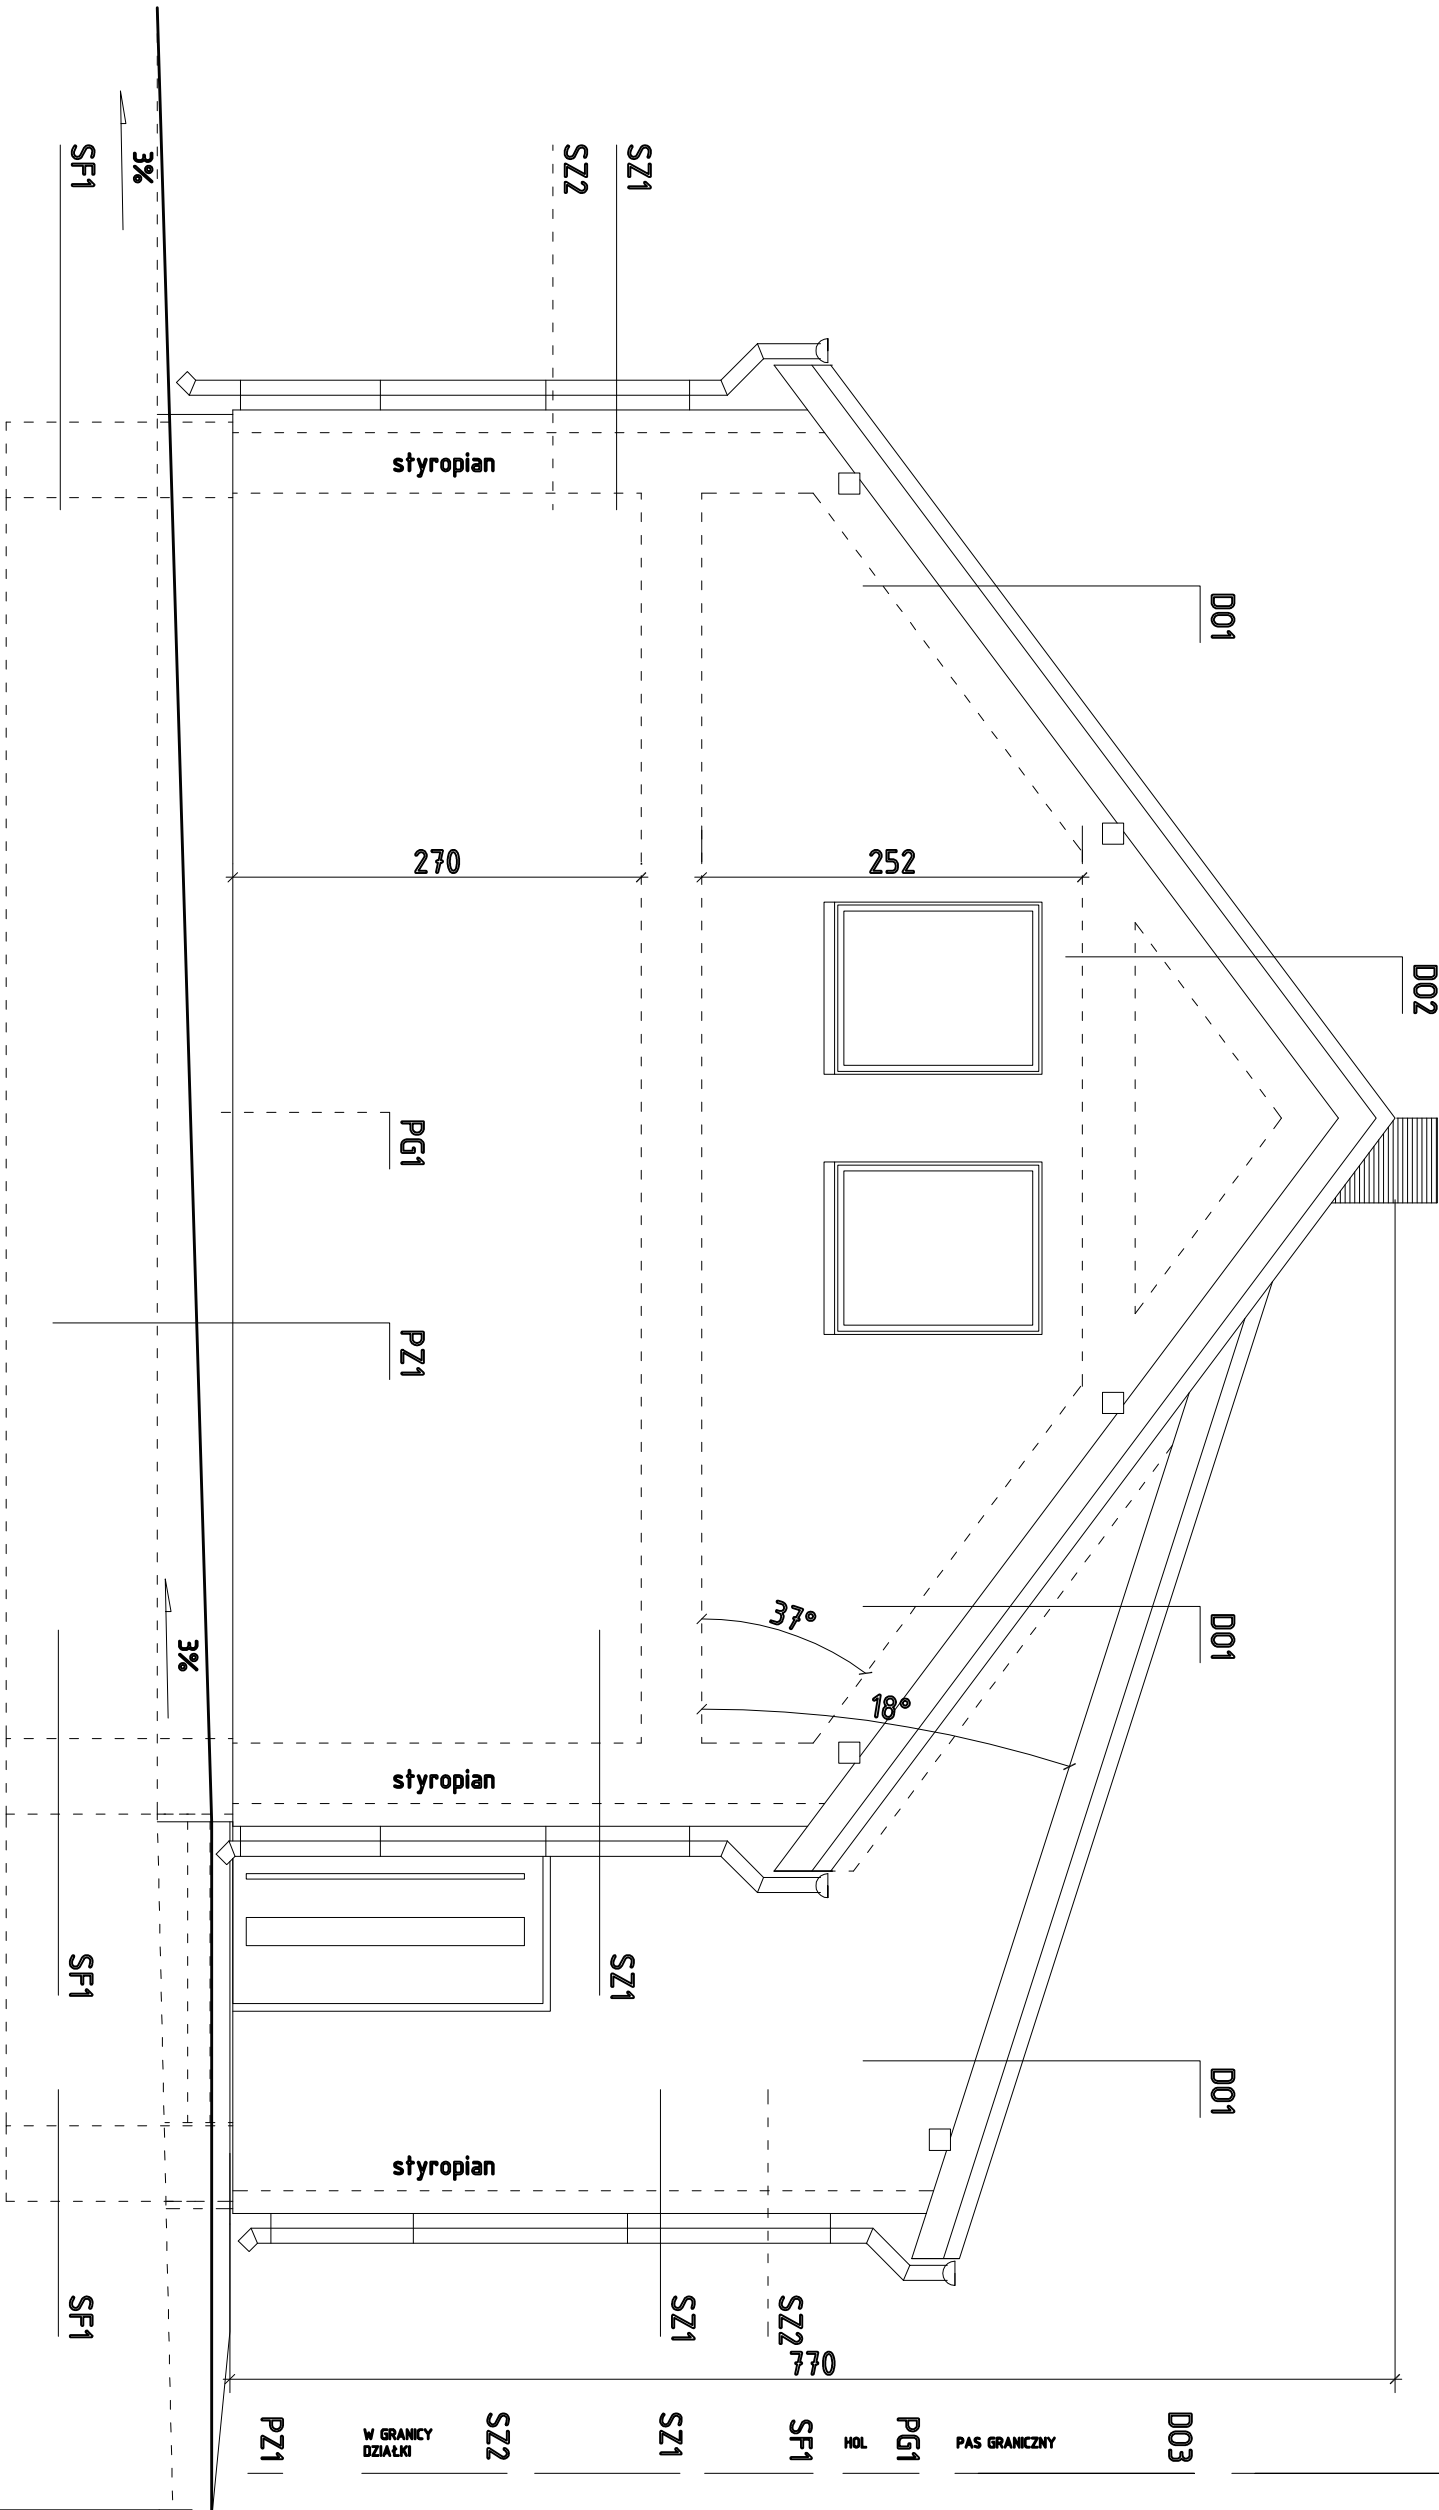 SF1
3%
SZ2
SZ1
styropian
DO1
270
252
DO2
PG1
PZ1
37°
18°
DO1
3%
styropian
SF1
SZ1
DO1
styropian
SF1
SZ1
SZ2
770
PZ1
W GRANICY
DZIAŁKI
SZ2
SZ1
SF1
HOL
PG1
PAS GRANICZNY
DO3